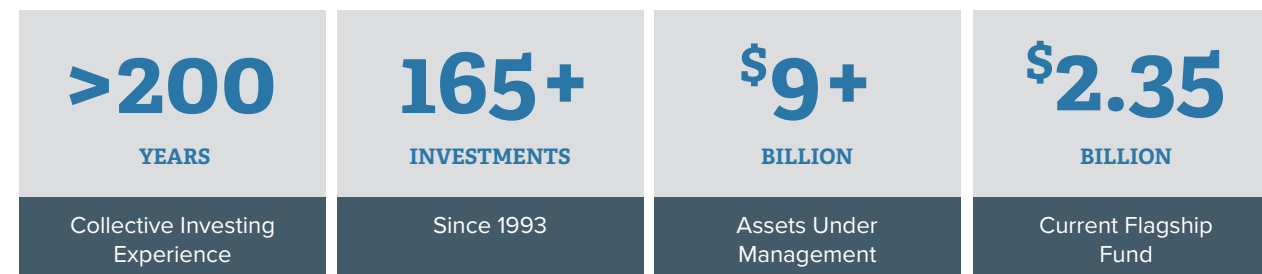 >200
YEARS
Collective Investing
Experience
165+
INVESTMENTS
Since 1993
$9+
BILLION
Assets Under
Management
$2.35
BILLION
Current Flagship
Fund